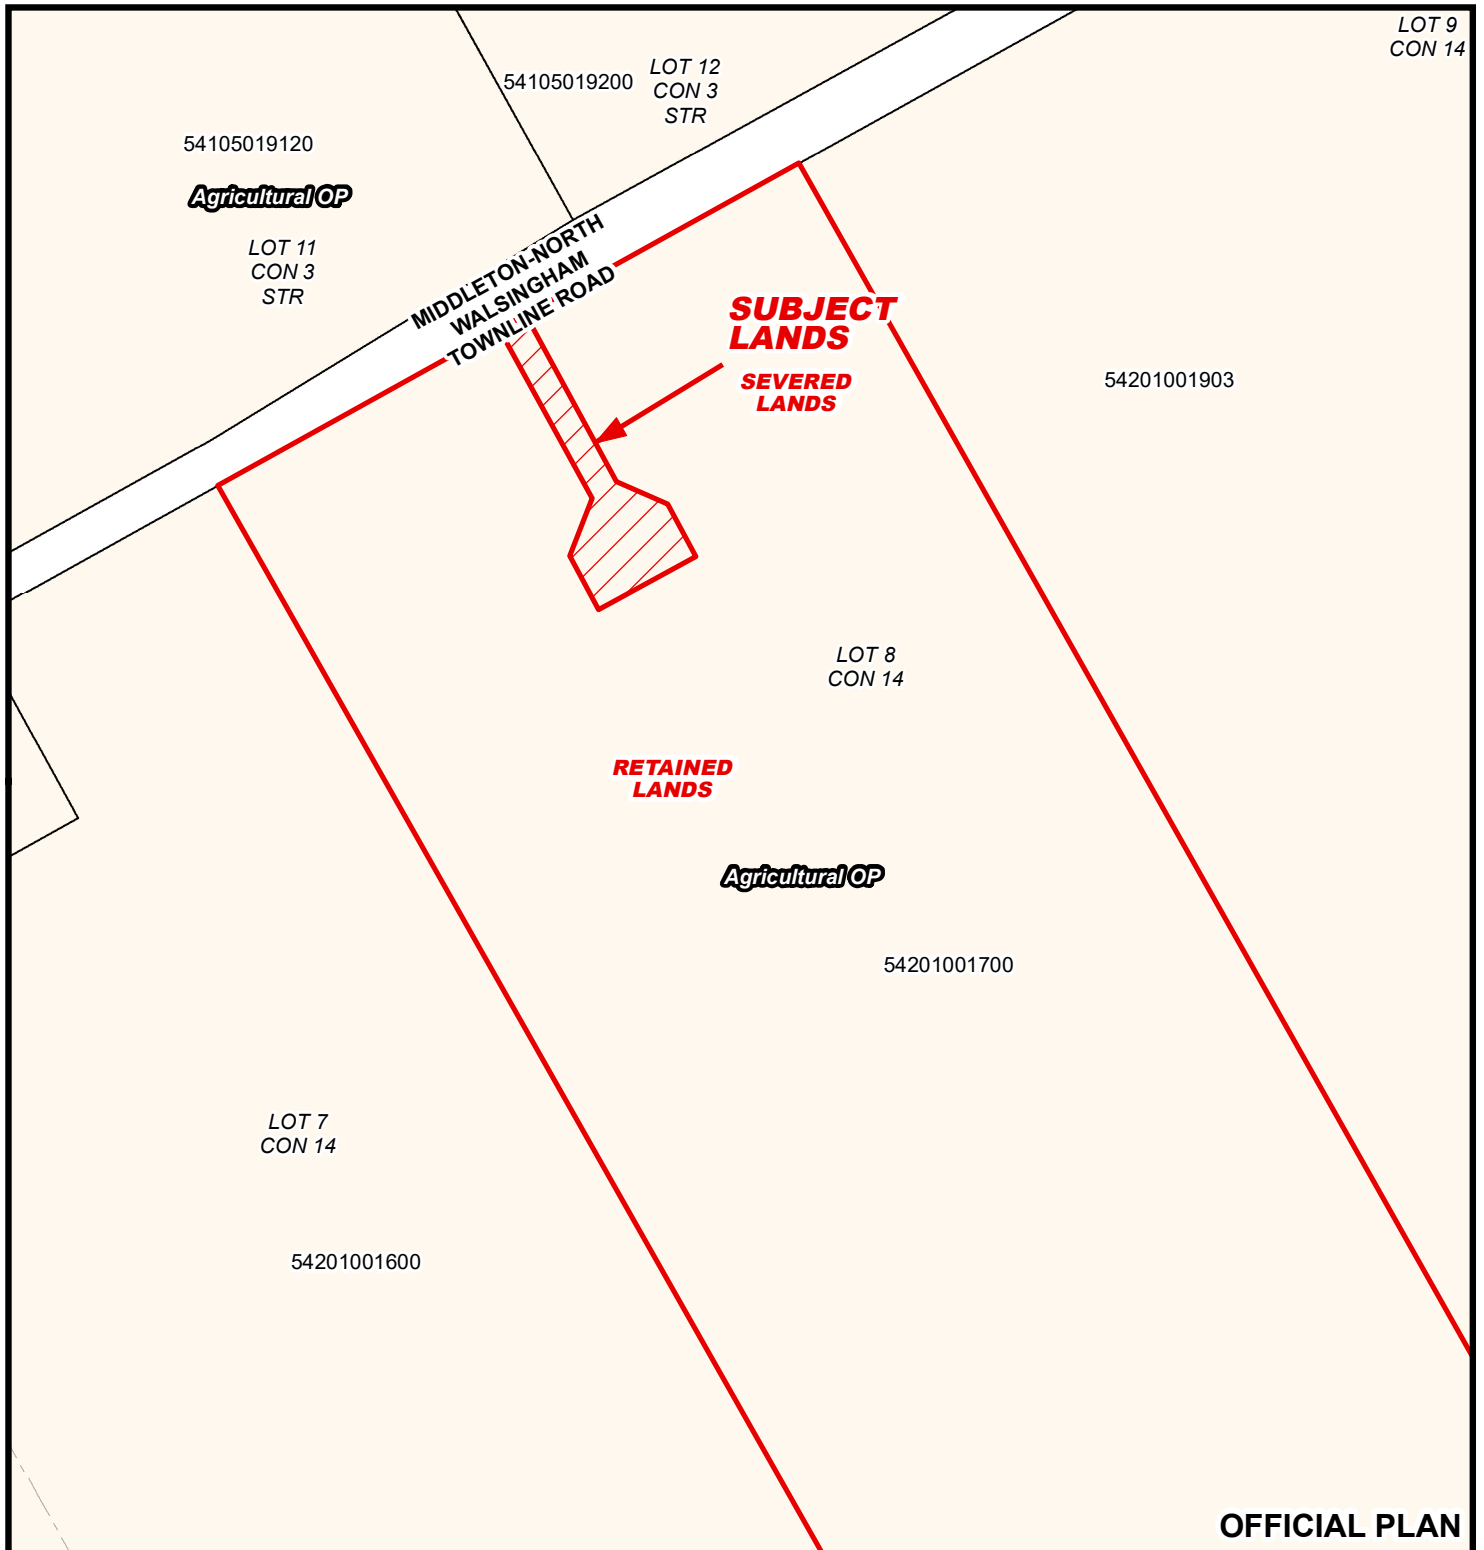 LOT 9
CON 14
54105019200
LOT 12
CON 3
STR
54105019120
Agricultural OP
LOT 11
CON 3
STR
MIDDLETON-NORTH
WALSINGHAM
TOWNLINE ROAD
SUBJECT
LANDS
SEVERED
LANDS
54201001903
LOT 8
CON 14
RETAINED
LANDS
Agricultural OP
54201001700
LOT 7
CON 14
54201001600
OFFICIAL PLAN